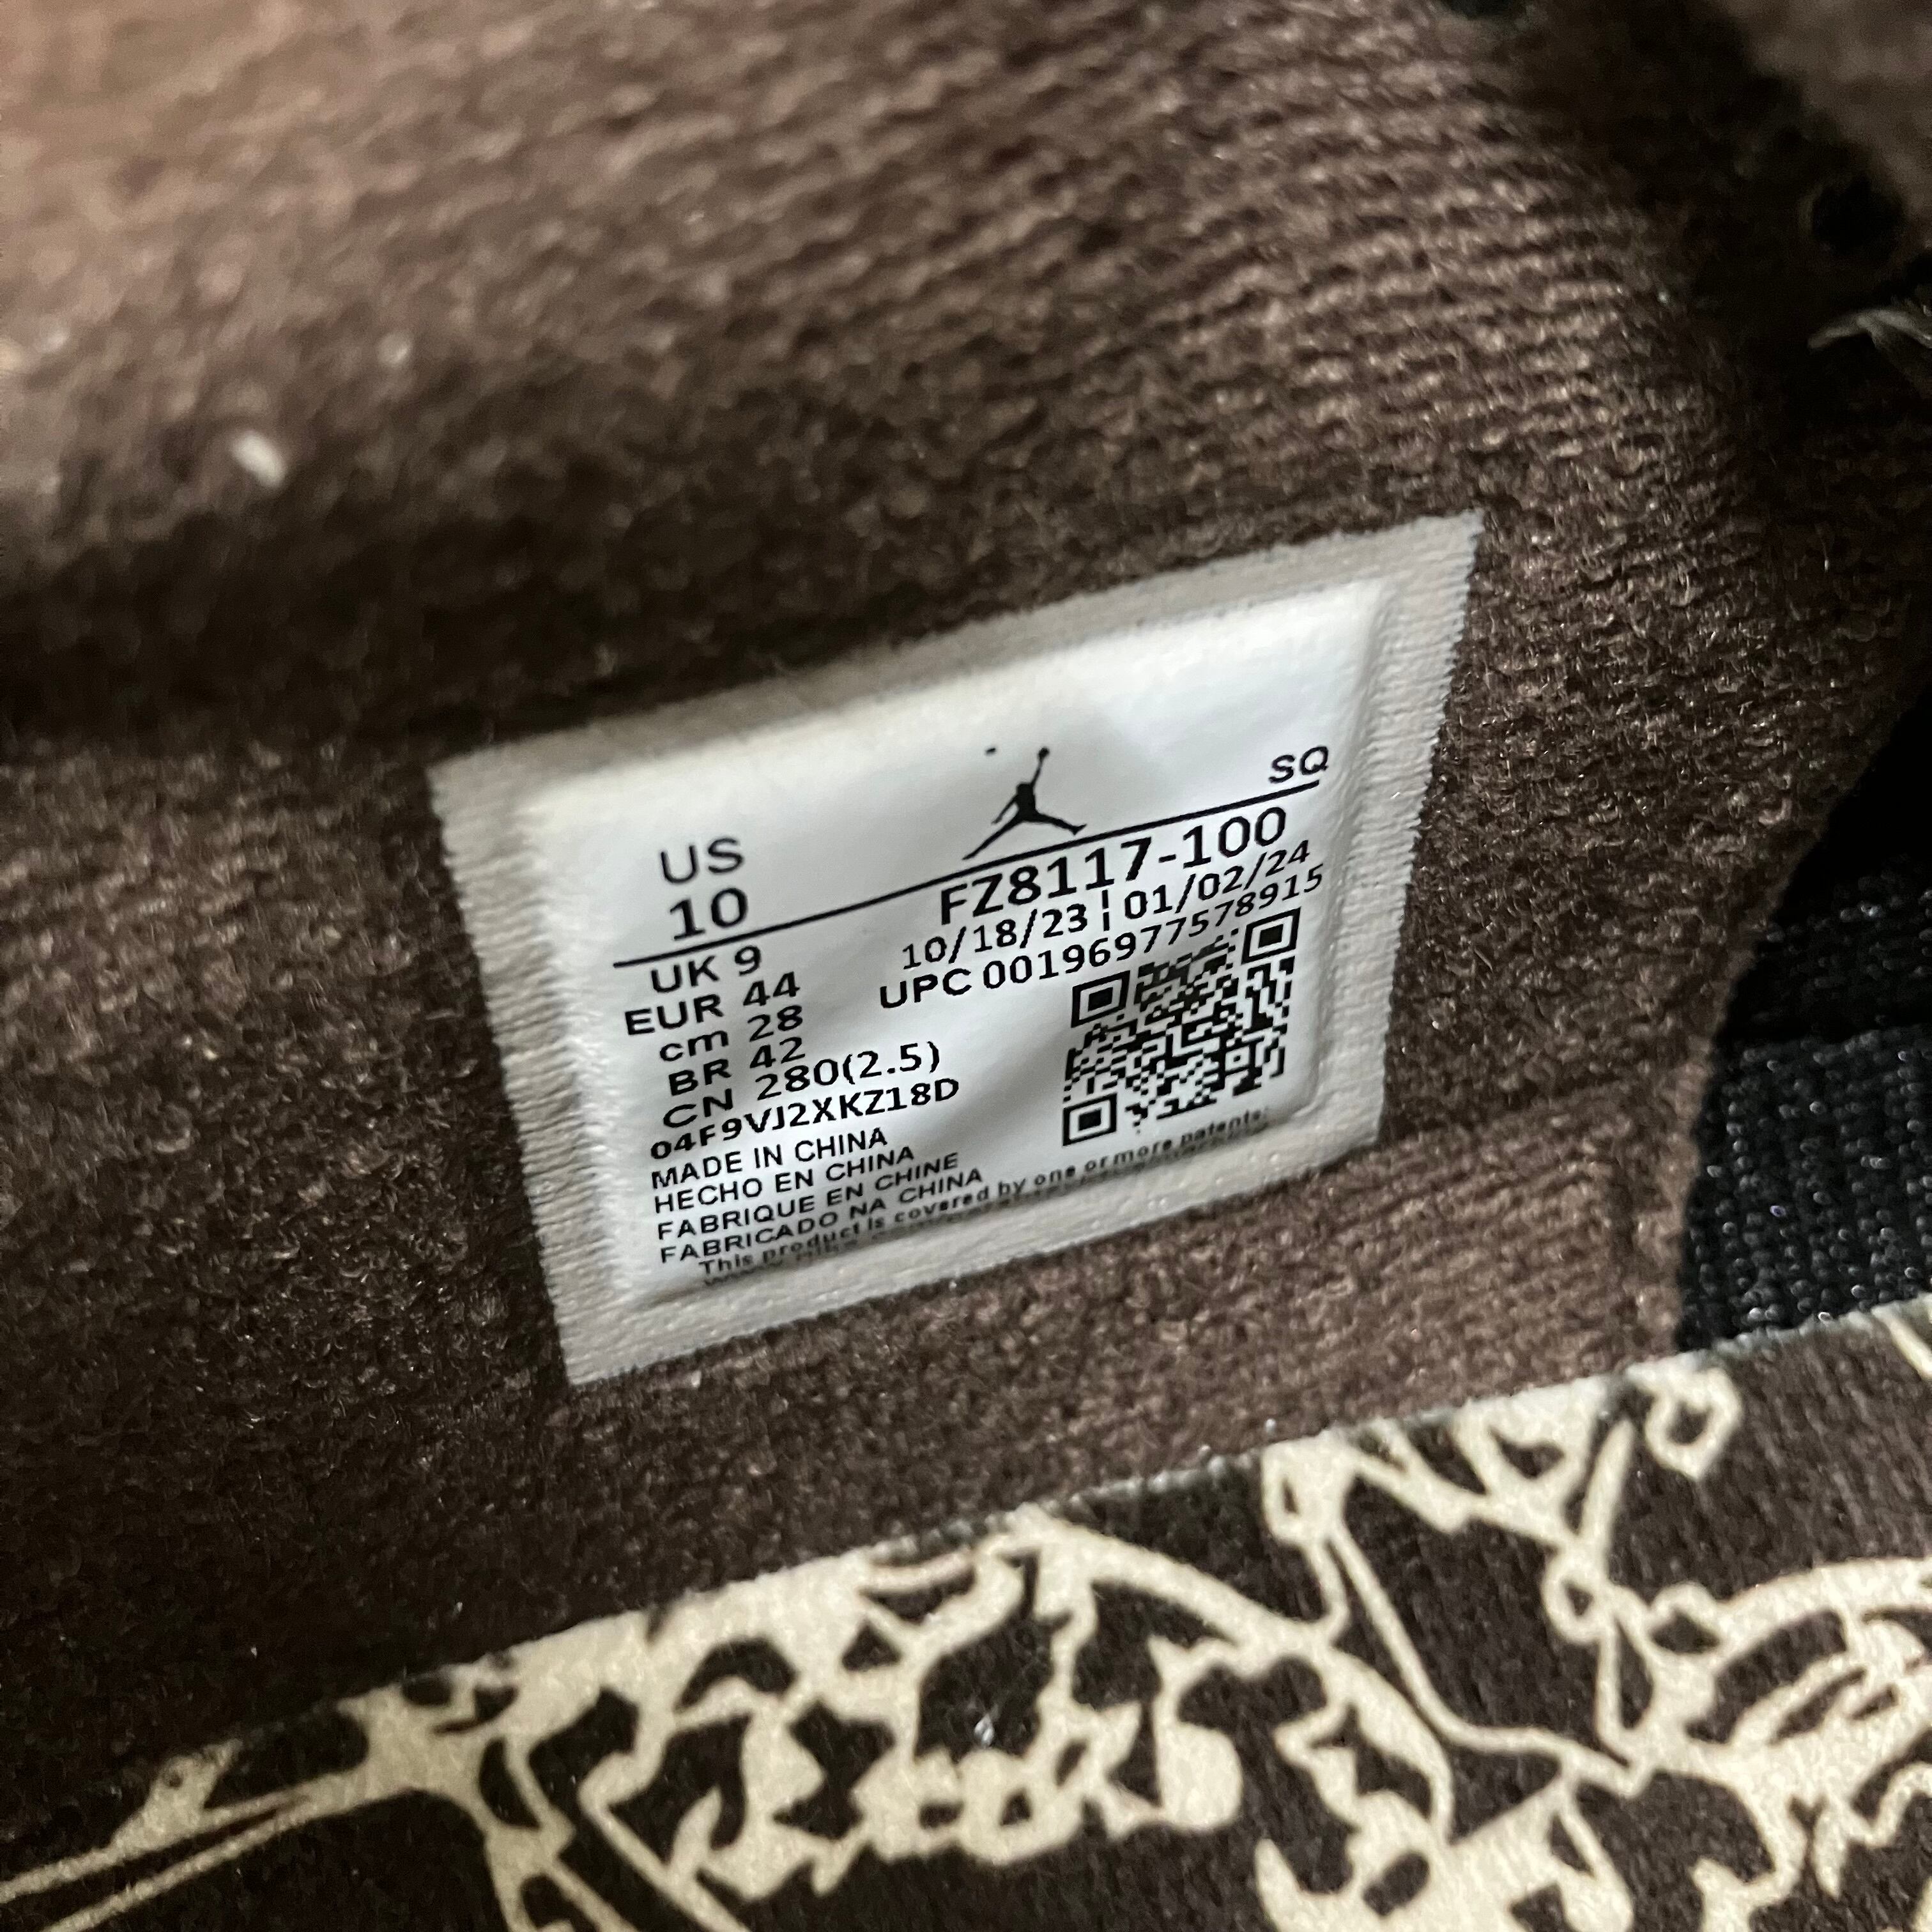 SQ
US
10
FZ8117-100
10/18/23 ¦ 01/02/24
UPC 00196977578915
UK 9
EUR 44
cm 28
BR 42
CN 280(2.5)
04F9VJ2XKZ18D
MADE IN CHINA
HECHO EN CHINA
FABRIQUE EN CHINE
FABRICADO NA CHINA
This product is covered by one or more patents: